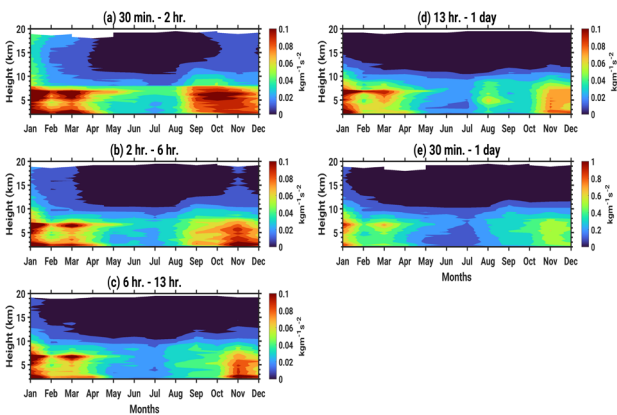 (a) 30 min. - 2 hr.
Height (km)
20
15
10
5
Jan Feb Mar Apr May Jun Jul Aug Sep Oct Nov Dec
0.1
0.08
0.06
0.04
0.02
0
kgm⁻¹s⁻²
(d) 13 hr. - 1 day
Height (km)
20
15
10
5
Jan Feb Mar Apr May Jun Jul Aug Sep Oct Nov Dec
0.1
0.08
0.06
0.04
0.02
0
kgm⁻¹s⁻²
(b) 2 hr. - 6 hr.
Height (km)
20
15
10
5
Jan Feb Mar Apr May Jun Jul Aug Sep Oct Nov Dec
0.1
0.08
0.06
0.04
0.02
0
kgm⁻¹s⁻²
(e) 30 min. - 1 day
Height (km)
20
15
10
5
Jan Feb Mar Apr May Jun Jul Aug Sep Oct Nov Dec
Months
1
0.8
0.6
0.4
0.2
0
kgm⁻¹s⁻²
(c) 6 hr. - 13 hr.
Height (km)
20
15
10
5
Jan Feb Mar Apr May Jun Jul Aug Sep Oct Nov Dec
Months
0.1
0.08
0.06
0.04
0.02
0
kgm⁻¹s⁻²